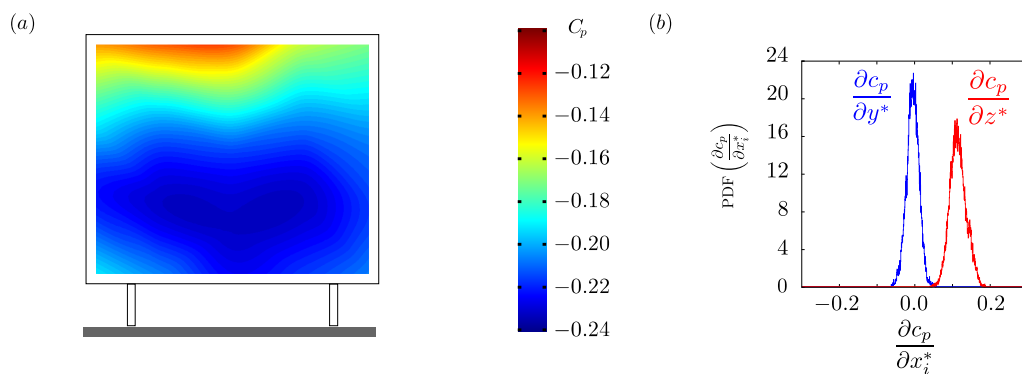 (a)
C_p
−0.12
−0.14
−0.16
−0.18
−0.20
−0.22
−0.24
(b)
PDF (∂c_p/∂x_i^*)
24
20
16
12
8
4
0
∂c_p/∂y*
∂c_p/∂z*
−0.2 0.0 0.2
∂c_p/∂x_i^*